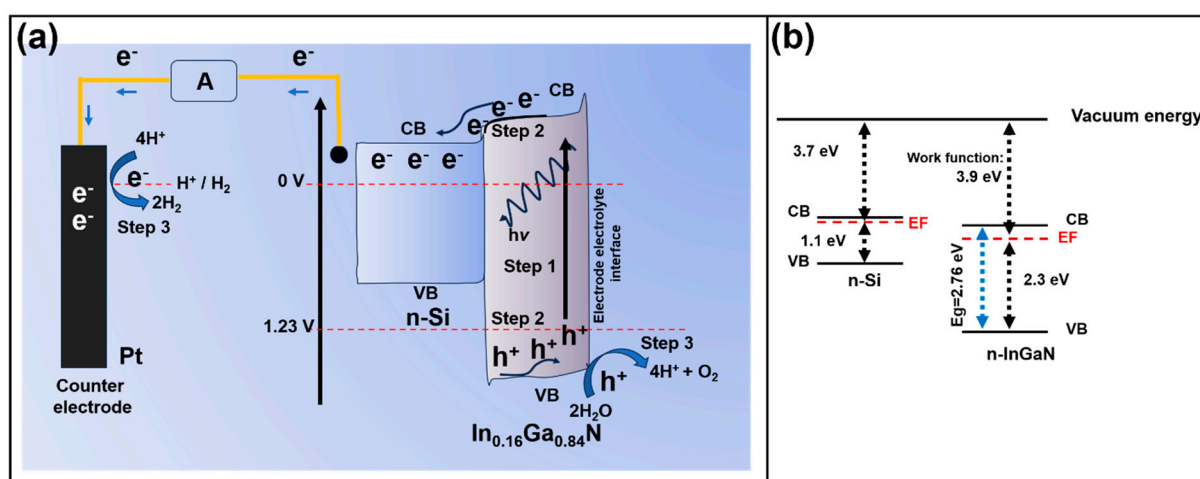 (a)
e⁻
A
e⁻
4H⁺
e⁻
H⁺ / H₂
2H₂
Step 3
e⁻
e⁻
Pt
Counter
electrode
0 V
1.23 V
CB
e⁻ e⁻ e⁻
VB
n-Si
e⁻ e⁻ e⁻
CB
Step 2
hν
Step 1
Electrode electrolyte
interface
Step 2
h⁺ h⁺ h⁺
VB
h⁺
Step 3
4H⁺ + O₂
2H₂O
In₀.₁₆Ga₀.₈₄N
(b)
Vacuum energy
3.7 eV
Work function:
3.9 eV
CB
EF
1.1 eV
VB
n-Si
CB
EF
Eg=2.76 eV
2.3 eV
VB
n-InGaN